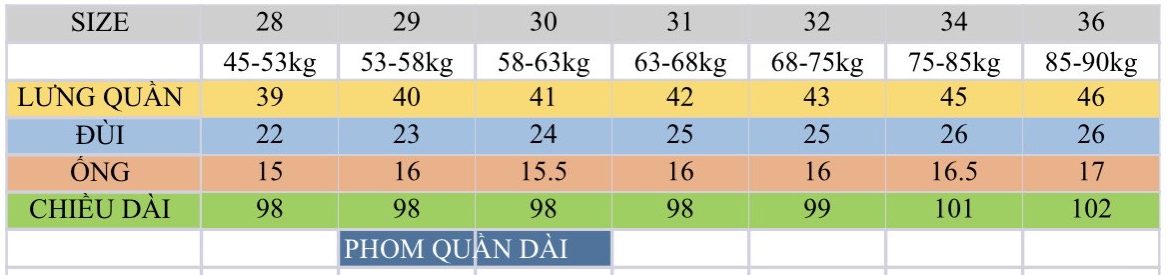 SIZE 28 29 30 31 32 34 36
45-53kg 53-58kg 58-63kg 63-68kg 68-75kg 75-85kg 85-90kg
LƯNG QUẦN 39 40 41 42 43 45 46
ĐÙI 22 23 24 25 25 26 26
ỐNG 15 16 15.5 16 16 16.5 17
CHIỀU DÀI 98 98 98 98 99 101 102
PHOM QUẦN DÀI